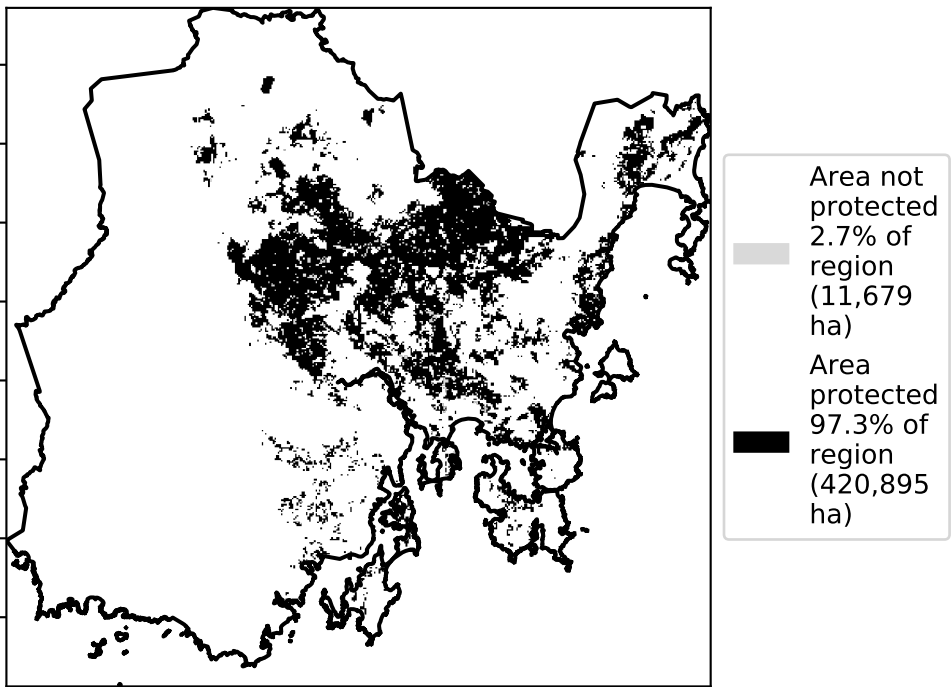 Area not
protected
2.7% of
region
(11,679
ha)
Area
protected
97.3% of
region
(420,895
ha)